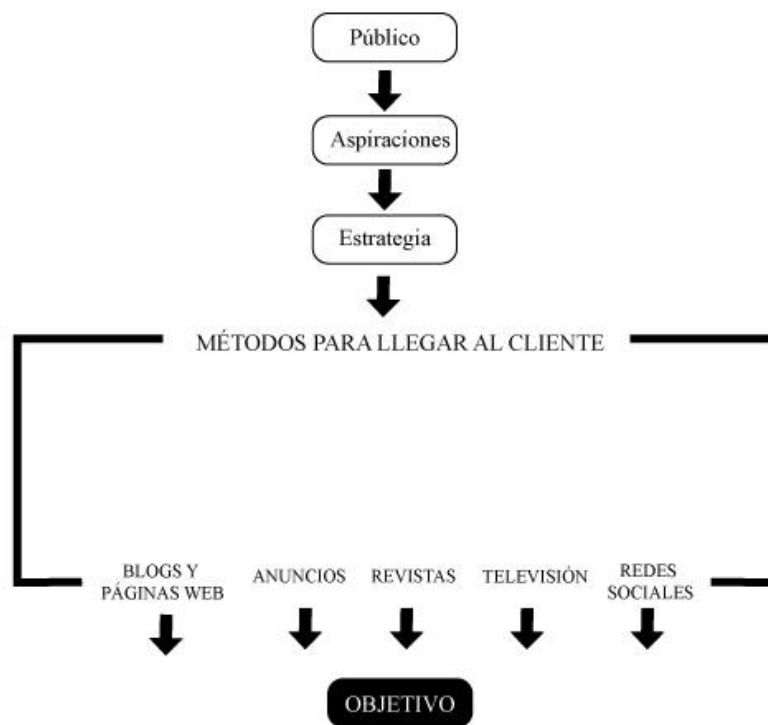 Público
Aspiraciones
Estrategia
MÉTODOS PARA LLEGAR AL CLIENTE
BLOGS Y
PÁGINAS WEB
ANUNCIOS
REVISTAS
TELEVISIÓN
REDES
SOCIALES
OBJETIVO